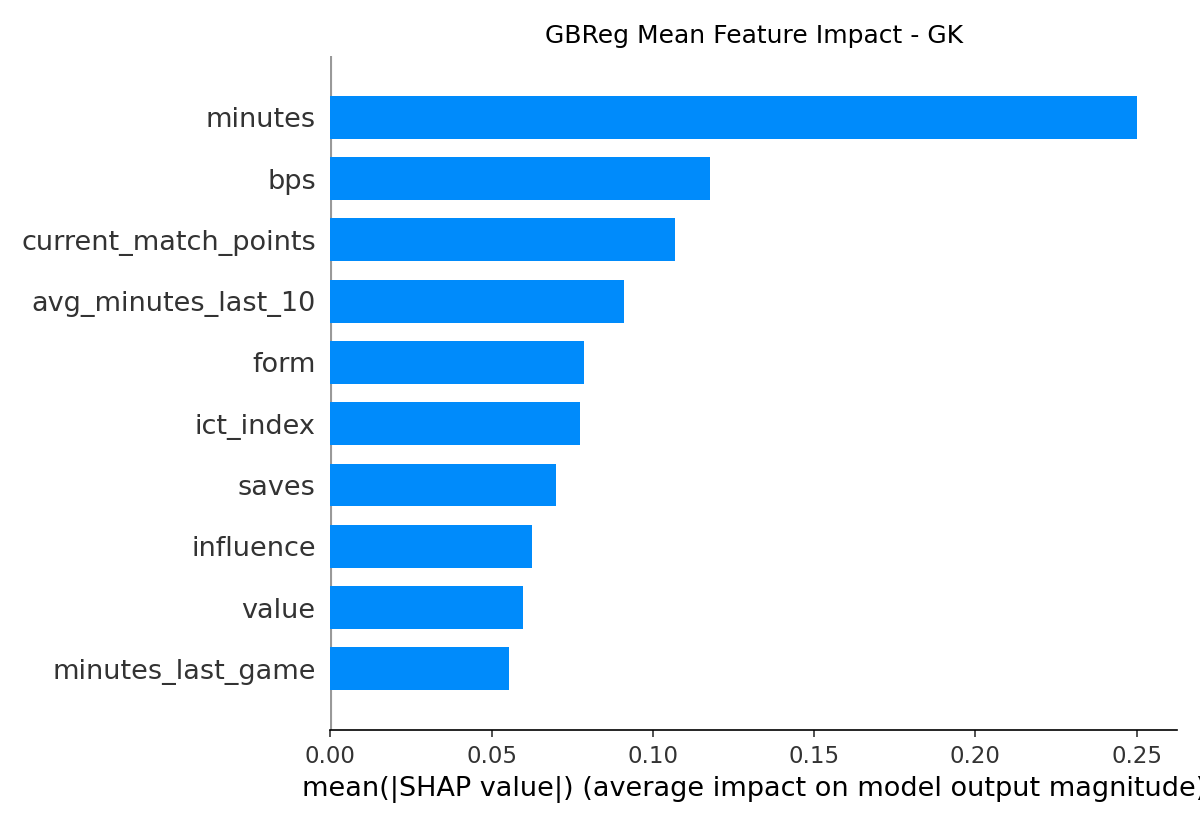 GBReg Mean Feature Impact - GK
minutes
bps
current_match_points
avg_minutes_last_10
form
ict_index
saves
influence
value
minutes_last_game
0.00 0.05 0.10 0.15 0.20 0.25
mean(|SHAP value|) (average impact on model output magnitude)